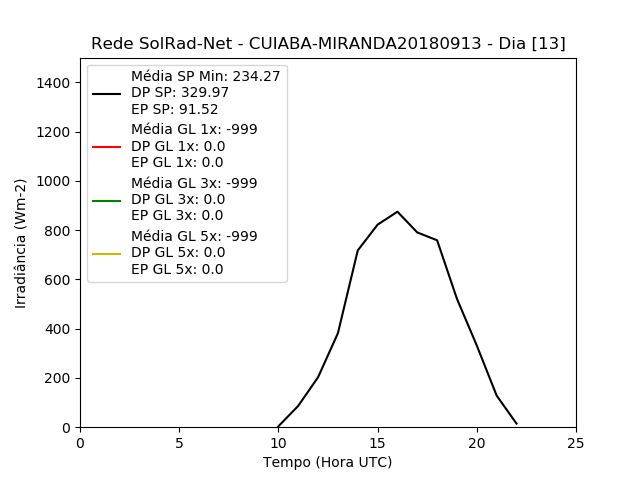 Rede SolRad-Net - CUIABA-MIRANDA20180913 - Dia [13]
Média SP Min: 234.27
DP SP: 329.97
EP SP: 91.52
Média GL 1x: -999
DP GL 1x: 0.0
EP GL 1x: 0.0
Média GL 3x: -999
DP GL 3x: 0.0
EP GL 3x: 0.0
Média GL 5x: -999
DP GL 5x: 0.0
EP GL 5x: 0.0
Irradiância (Wm-2)
1400
1200
1000
800
600
400
200
0
0 5 10 15 20 25
Tempo (Hora UTC)